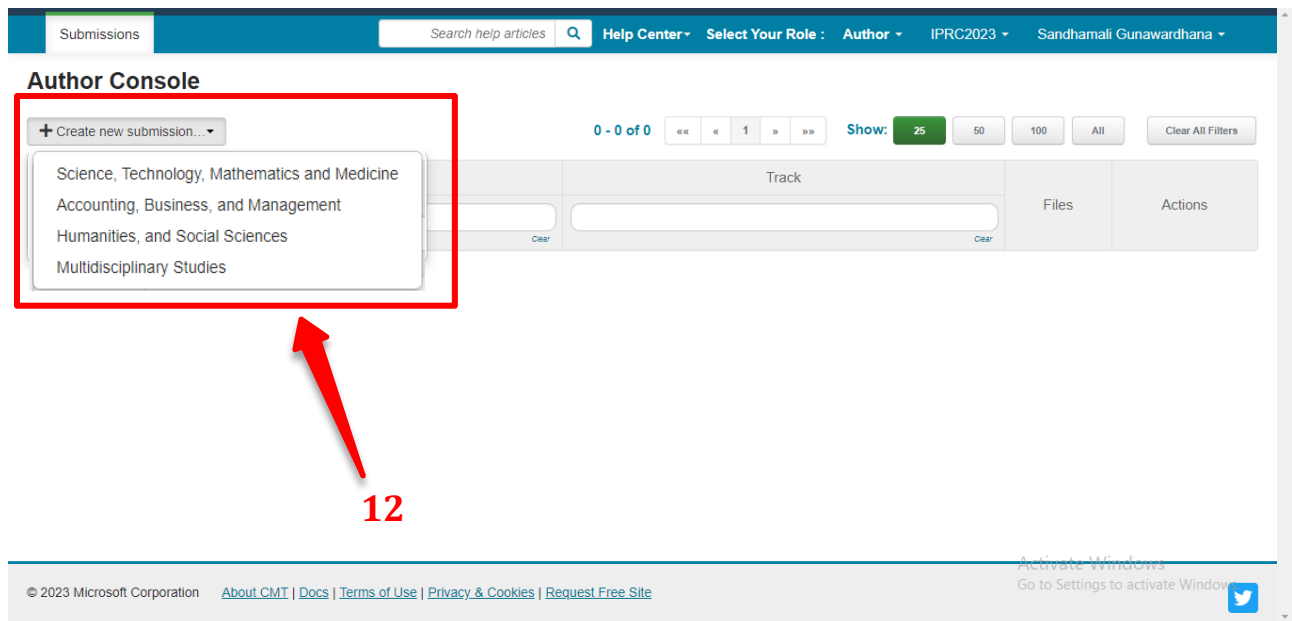 Submissions
Search help articles
Help Center
Select Your Role :
Author
IPRC2023
Sandhamali Gunawardhana
Author Console
+ Create new submission...
0 - 0 of 0
«« « 1 » »»
Show: 25 50 100 All
Clear All Filters
Science, Technology, Mathematics and Medicine
Accounting, Business, and Management
Humanities, and Social Sciences
Multidisciplinary Studies
Clear
Track
Clear
Files
Actions
12
Activate Windows
Go to Settings to activate Windows
© 2023 Microsoft Corporation
About CMT | Docs | Terms of Use | Privacy & Cookies | Request Free Site